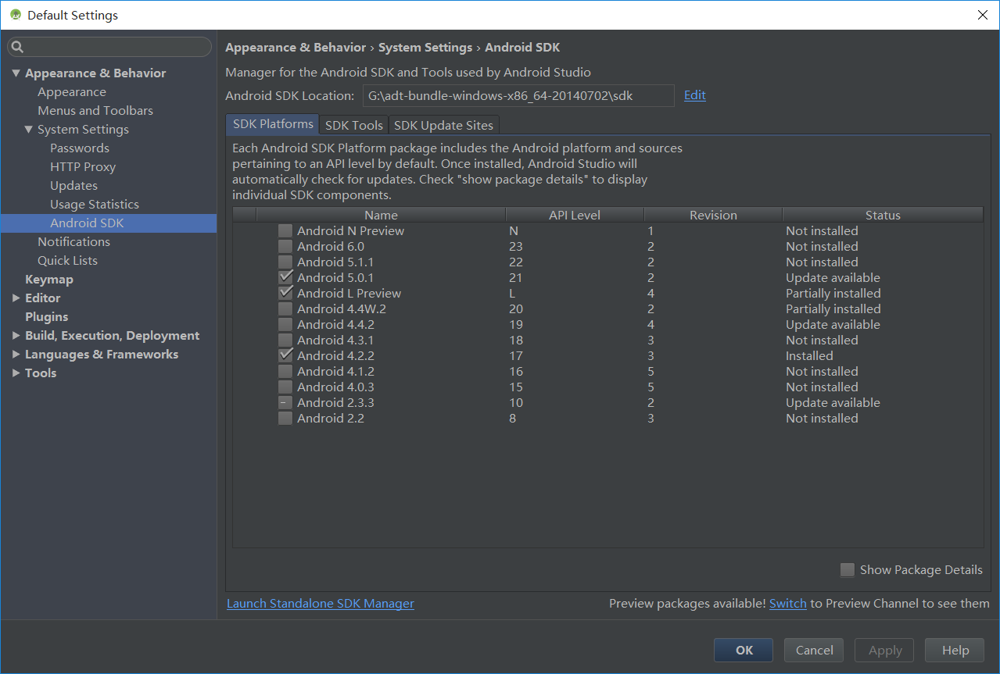 Default Settings
Appearance & Behavior
Appearance
Menus and Toolbars
System Settings
Passwords
HTTP Proxy
Updates
Usage Statistics
Android SDK
Notifications
Quick Lists
Keymap
Editor
Plugins
Build, Execution, Deployment
Languages & Frameworks
Tools
Appearance & Behavior › System Settings › Android SDK
Manager for the Android SDK and Tools used by Android Studio
Android SDK Location: G:\adt-bundle-windows-x86_64-20140702\sdk Edit
SDK Platforms SDK Tools SDK Update Sites
Each Android SDK Platform package includes the Android platform and sources
pertaining to an API level by default. Once installed, Android Studio will
automatically check for updates. Check "show package details" to display
individual SDK components.
Name API Level Revision Status
Android N Preview N 1 Not installed
Android 6.0 23 2 Not installed
Android 5.1.1 22 2 Not installed
Android 5.0.1 21 2 Update available
Android L Preview L 4 Partially installed
Android 4.4W.2 20 2 Partially installed
Android 4.4.2 19 4 Update available
Android 4.3.1 18 3 Not installed
Android 4.2.2 17 3 Installed
Android 4.1.2 16 5 Not installed
Android 4.0.3 15 5 Not installed
Android 2.3.3 10 2 Update available
Android 2.2 8 3 Not installed
Show Package Details
Launch Standalone SDK Manager
Preview packages available! Switch to Preview Channel to see them
OK Cancel Apply Help